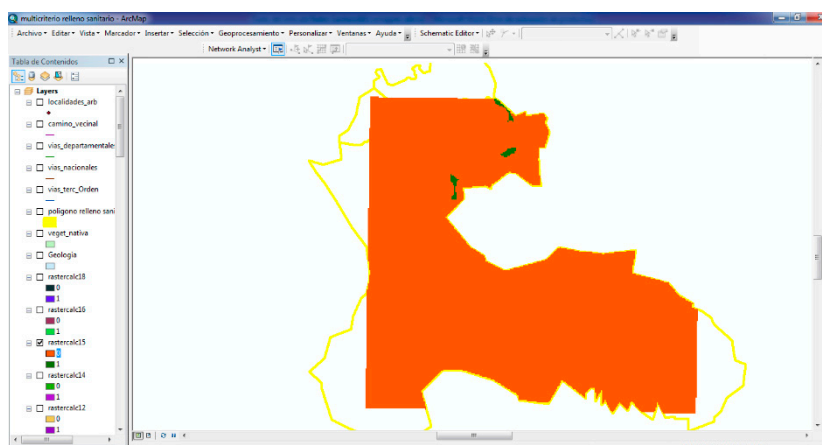 multicriterio relleno sanitario - ArcMap
Archivo Editar Vista Marcador Insertar Selección Geoprocesamiento Personalizar Ventanas Ayuda Schematic Editor
Network Analyst
Tabla de Contenidos
Layers
localidades_arb
camino_vecinal
vias_departamentale
vias_nacionales
vias_terc_Orden
poligono relleno sani
veget_nativa
Geologia
rastercalc18
0
1
rastercalc16
0
1
rastercalc15
0
1
rastercalc14
0
1
rastercalc12
0
1